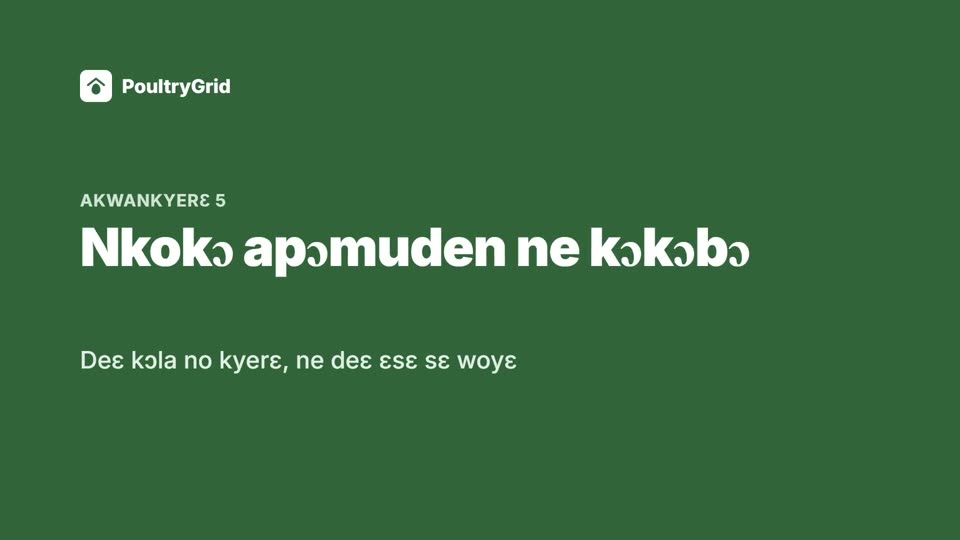 PoultryGrid
AKWANKYERƐ 5
Nkokɔ apɔmuden ne kɔkɔbɔ
Deɛ kɔla no kyerɛ, ne deɛ ɛsɛ sɛ woyɛ